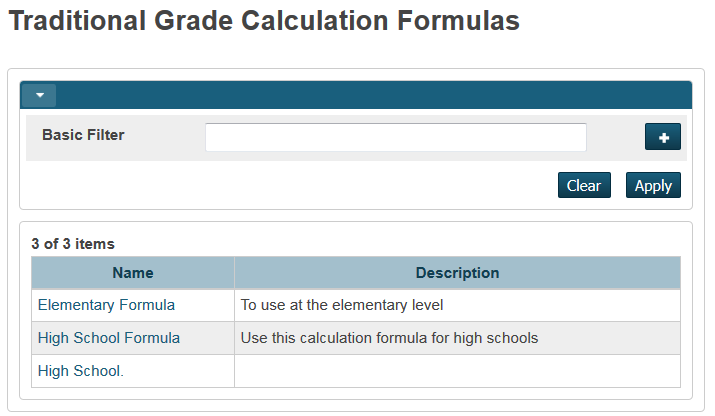 Traditional Grade Calculation Formulas
Basic Filter
Clear Apply
3 of 3 items
Name Description
Elementary Formula To use at the elementary level
High School Formula Use this calculation formula for high schools
High School.